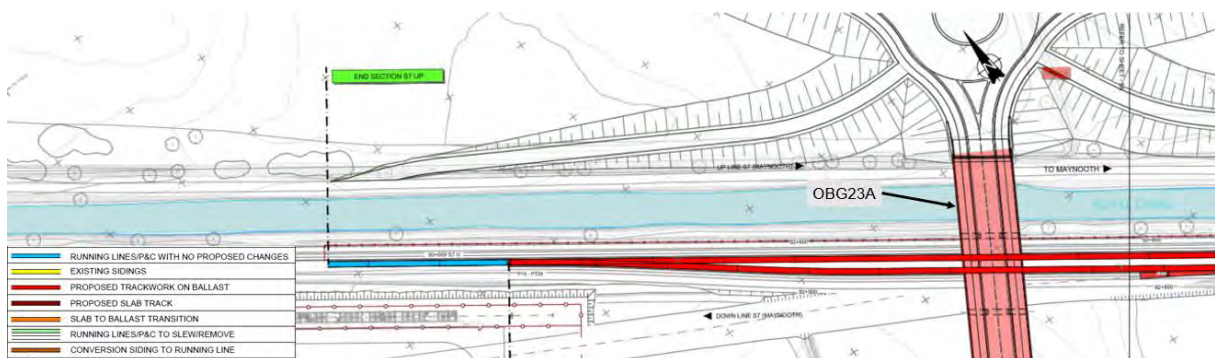 END SECTION S7 UP
UP LINE S7 (MAYNOOTH)
TO MAYNOOTH
OBG23A
DOWN LINE S7 (MAYNOOTH)
RUNNING LINES/P&C WITH NO PROPOSED CHANGES
EXISTING SIDINGS
PROPOSED TRACKWORK ON BALLAST
PROPOSED SLAB TRACK
SLAB TO BALLAST TRANSITION
RUNNING LINES/P&C TO SLEW/REMOVE
CONVERSION SIDING TO RUNNING LINE